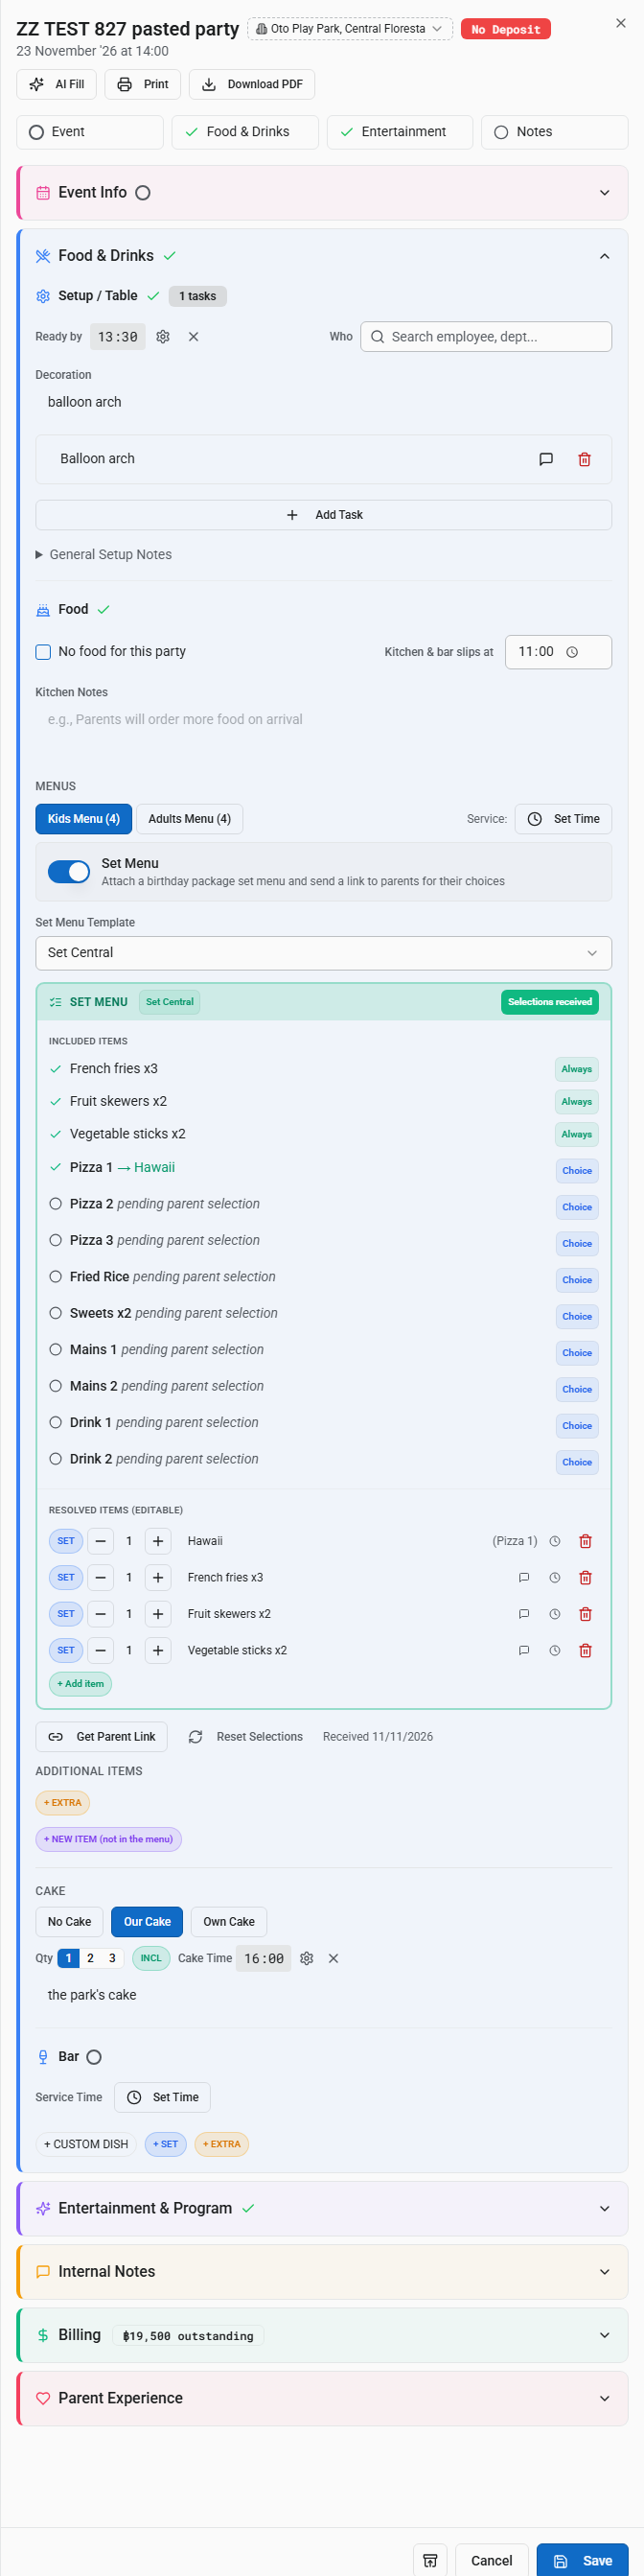 ZZ TEST 827 pasted party
Oto Play Park, Central Floresta
No Deposit
23 November '26 at 14:00
AI Fill
Print
Download PDF
Event
Food & Drinks
Entertainment
Notes
Event Info
Food & Drinks
Setup / Table
1 tasks
Ready by
13:30
Who
Search employee, dept...
Decoration
balloon arch
Balloon arch
Add Task
General Setup Notes
Food
No food for this party
Kitchen & bar slips at
11:00
Kitchen Notes
e.g., Parents will order more food on arrival
MENUS
Kids Menu (4)
Adults Menu (4)
Service:
Set Time
Set Menu
Attach a birthday package set menu and send a link to parents for their choices
Set Menu Template
Set Central
SET MENU
Set Central
Selections received
INCLUDED ITEMS
French fries x3
Always
Fruit skewers x2
Always
Vegetable sticks x2
Always
Pizza 1 → Hawaii
Choice
Pizza 2 pending parent selection
Choice
Pizza 3 pending parent selection
Choice
Fried Rice pending parent selection
Choice
Sweets x2 pending parent selection
Choice
Mains 1 pending parent selection
Choice
Mains 2 pending parent selection
Choice
Drink 1 pending parent selection
Choice
Drink 2 pending parent selection
Choice
RESOLVED ITEMS (EDITABLE)
SET
1
Hawaii
(Pizza 1)
SET
1
French fries x3
SET
1
Fruit skewers x2
SET
1
Vegetable sticks x2
+ Add item
Get Parent Link
Reset Selections
Received 11/11/2026
ADDITIONAL ITEMS
+ EXTRA
+ NEW ITEM (not in the menu)
CAKE
No Cake
Our Cake
Own Cake
Qty
1
2
3
INCL
Cake Time
16:00
the park's cake
Bar
Service Time
Set Time
+ CUSTOM DISH
+ SET
+ EXTRA
Entertainment & Program
Internal Notes
Billing
฿19,500 outstanding
Parent Experience
Cancel
Save